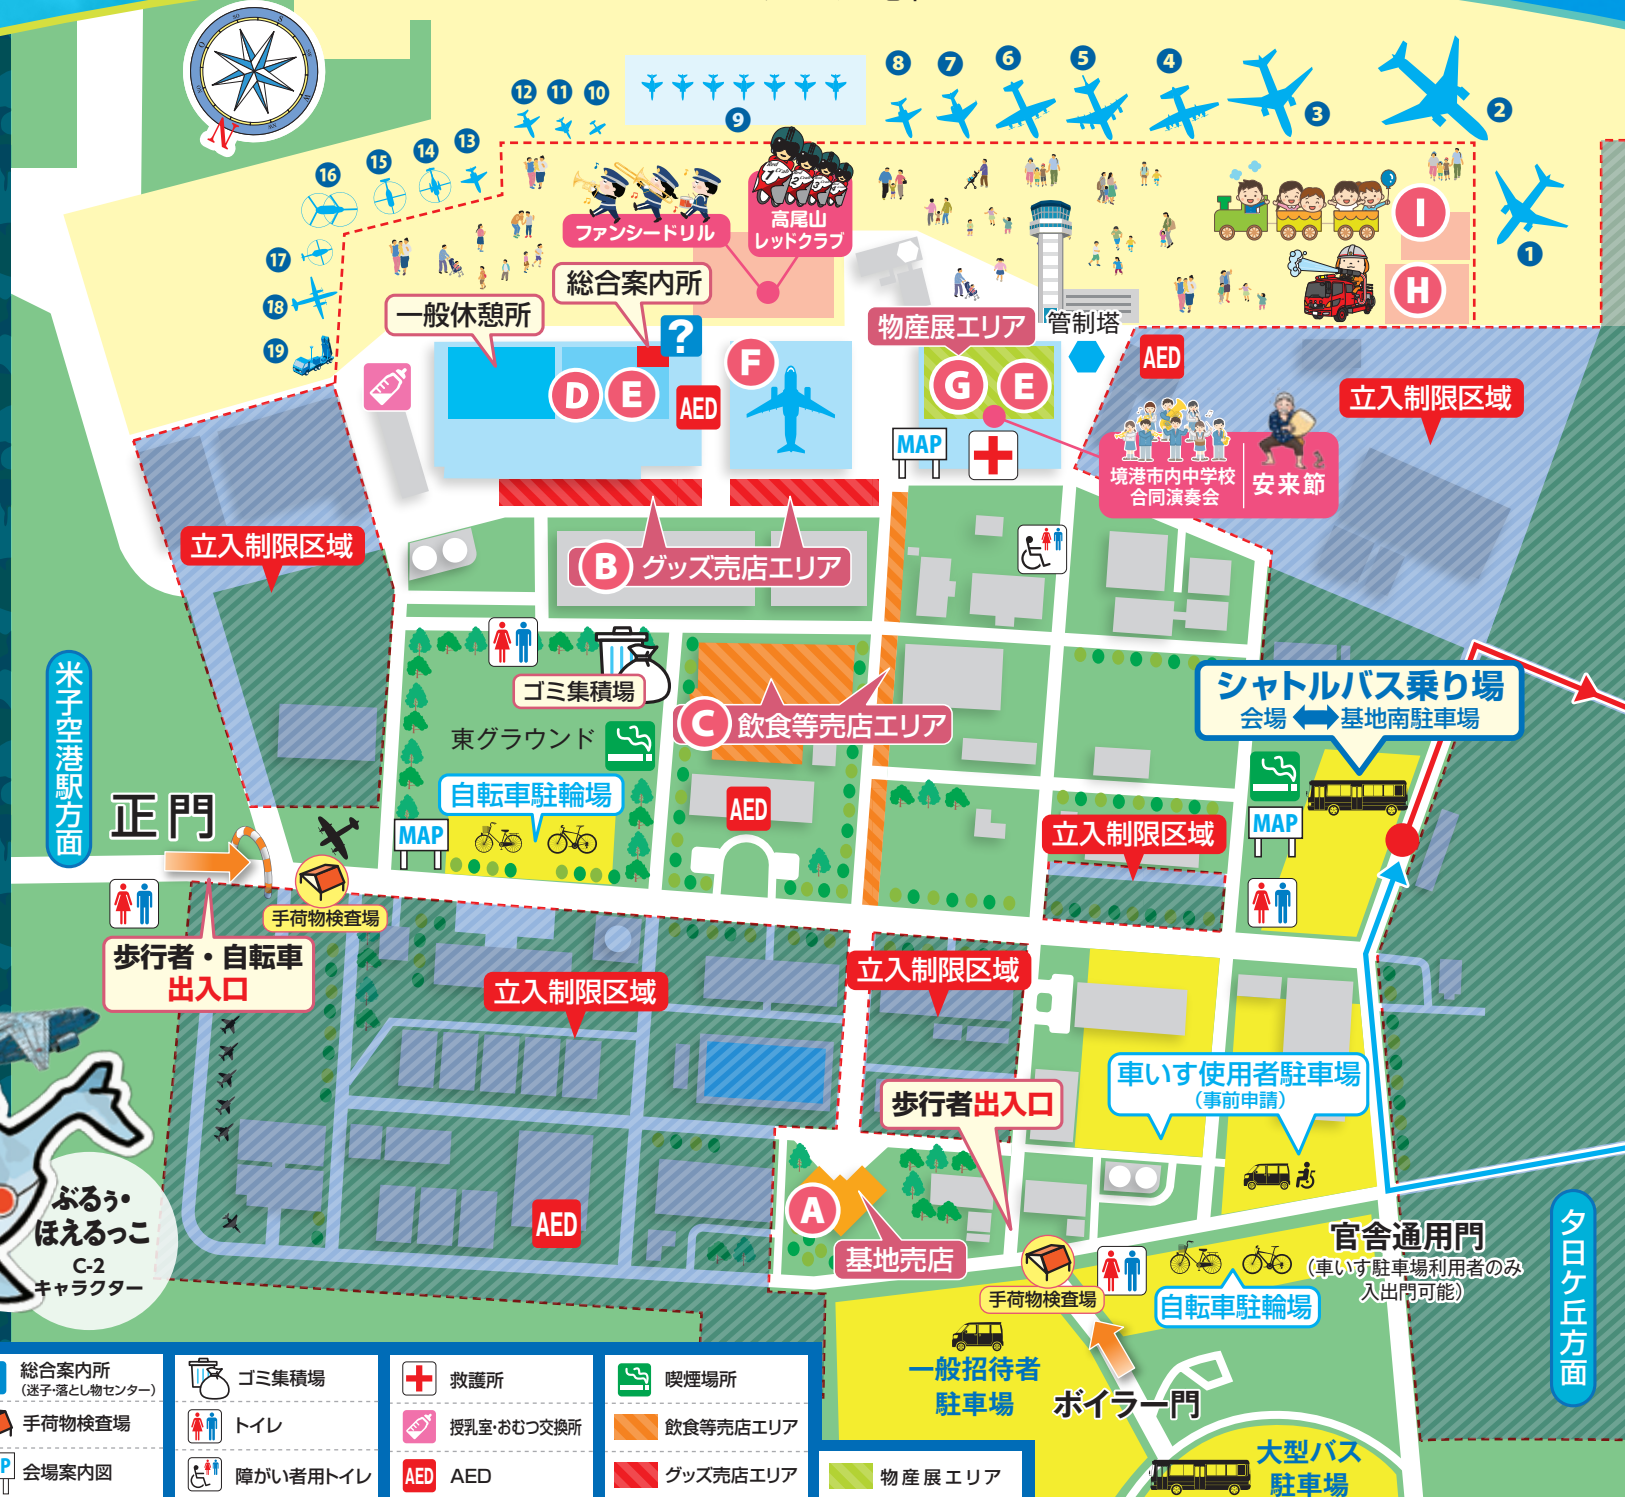 N
8
7
6
5
4
3
2
1
12
11
10
9
13
14
15
16
17
18
19
ファンシードリル
高尾山
レッドクラブ
I
H
総合案内所
一般休憩所
?
D
E
AED
F
物産展エリア
管制塔
G
E
AED
立入制限区域
MAP
境港市内中学校
合同演奏会
安来節
立入制限区域
B
グッズ売店エリア
ゴミ集積場
東グラウンド
C
飲食等売店エリア
シャトルバス乗り場
会場
基地南駐車場
米子空港駅方面
正門
自転車駐輪場
MAP
AED
立入制限区域
MAP
手荷物検査場
歩行者・自転車
出入口
立入制限区域
立入制限区域
車いす使用者駐車場
(事前申請)
歩行者出入口
ぶるぅ・
ほえるっこ
C-2
キャラクター
AED
A
基地売店
手荷物検査場
自転車駐輪場
官舎通用門
(車いす駐車場利用者のみ
入出門可能)
夕日ケ丘方面
一般招待者
駐車場
ボイラー門
大型バス
駐車場
総合案内所
(迷子・落とし物センター)
手荷物検査場
会場案内図
ゴミ集積場
トイレ
障がい者用トイレ
救護所
授乳室・おむつ交換所
AED
AED
喫煙場所
飲食等売店エリア
グッズ売店エリア
物産展エリア